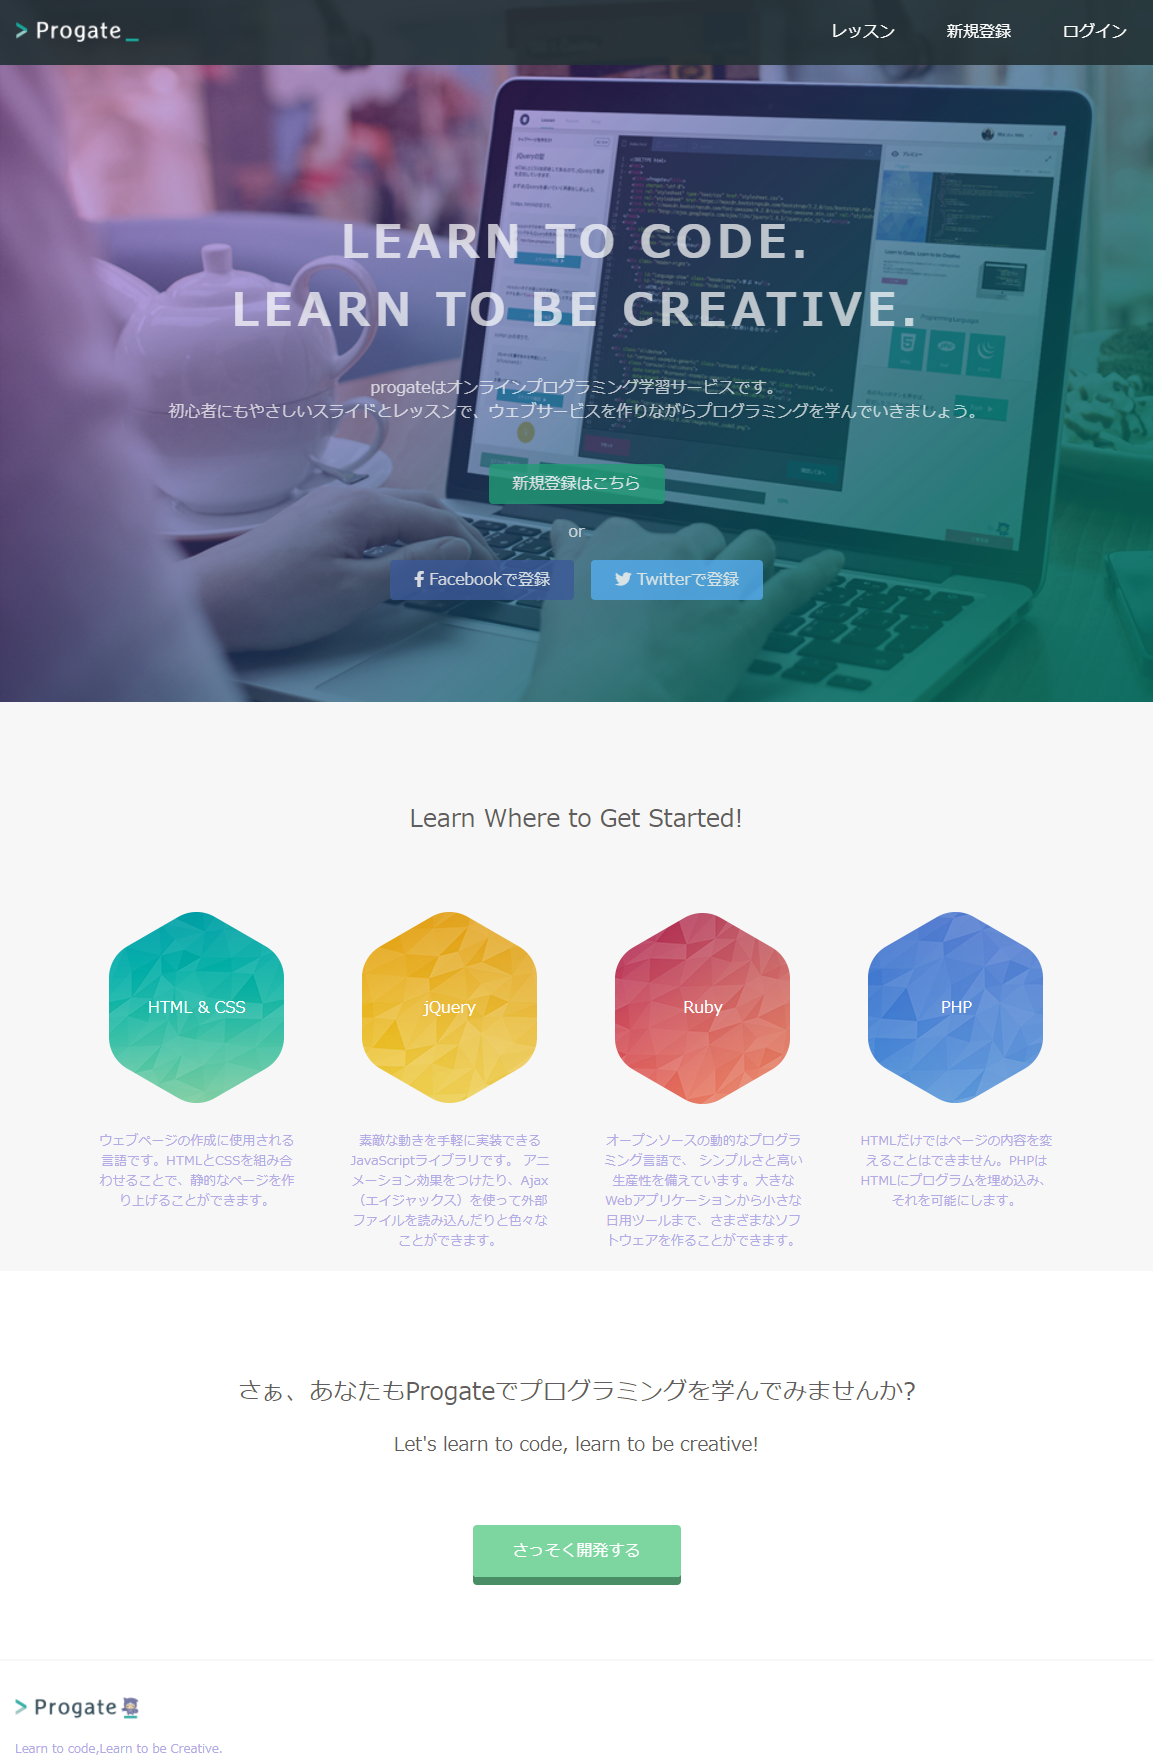 > Progate_
レッスン 新規登録 ログイン
LEARN TO CODE.
LEARN TO BE CREATIVE.
progateはオンラインプログラミング学習サービスです。
初心者にもやさしいスライドとレッスンで、ウェブサービスを作りながらプログラミングを学んでいきましょう。
新規登録はこちら
or
Facebookで登録 Twitterで登録
Learn Where to Get Started!
HTML & CSS
ウェブページの作成に使用される
言語です。HTMLとCSSを組み合
わせることで、静的なページを作
り上げることができます。
jQuery
素敵な動きを手軽に実装できる
JavaScriptライブラリです。 アニ
メーション効果をつけたり、Ajax
（エイジャックス）を使って外部
ファイルを読み込んだりと色々な
ことができます。
Ruby
オープンソースの動的なプログラ
ミング言語で、 シンプルさと高い
生産性を備えています。大きな
Webアプリケーションから小さな
日用ツールまで、さまざまなソフ
トウェアを作ることができます。
PHP
HTMLだけではページの内容を変
えることはできません。PHPは
HTMLにプログラムを埋め込み、
それを可能にします。
さぁ、あなたもProgateでプログラミングを学んでみませんか?
Let's learn to code, learn to be creative!
さっそく開発する
> Progate
Learn to code,Learn to be Creative.